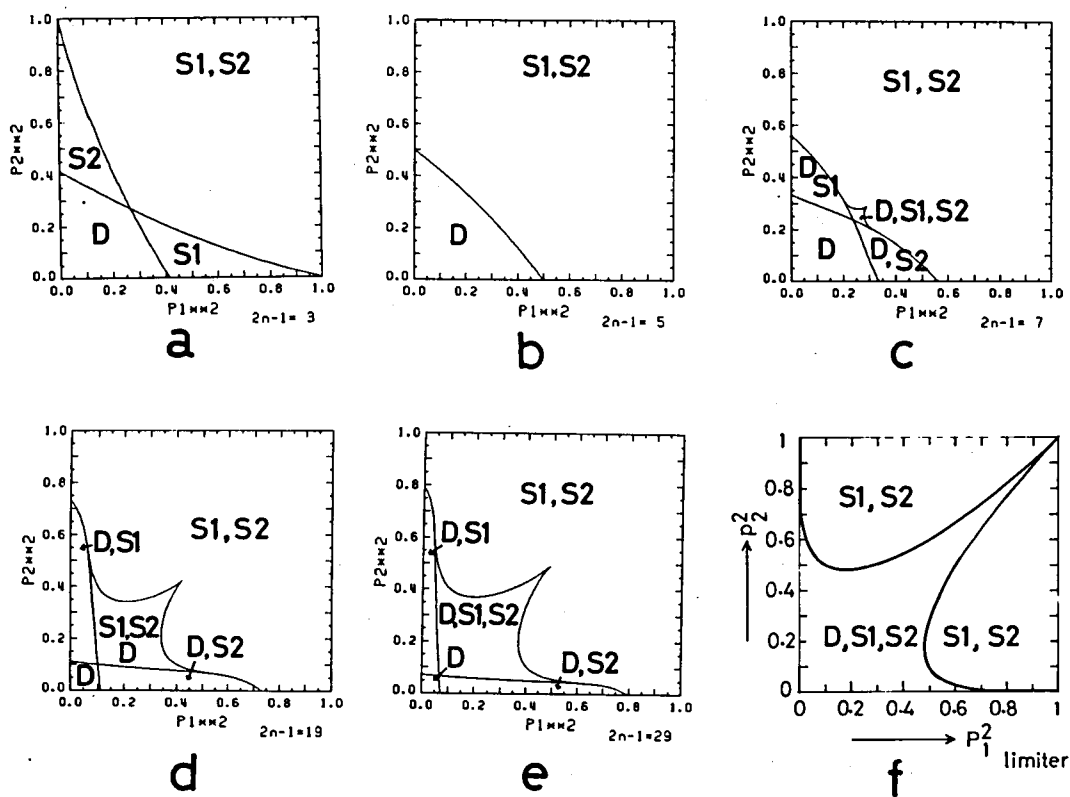 1.0
0.8
0.6
0.4
0.2
0.0
P2**2
S1,S2
S2
D
S1
0.0 0.2 0.4 0.6 0.8 1.0
P1**2
2n-1= 3
a
1.0
0.8
0.6
0.4
0.2
0.0
P2**2
S1,S2
D
0.0 0.2 0.4 0.6 0.8 1.0
P1**2
2n-1= 5
b
1.0
0.8
0.6
0.4
0.2
0.0
P2**2
S1,S2
D
S1
D,S1,S2
D
D,S2
0.0 0.2 0.4 0.6 0.8 1.0
P1**2
2n-1= 7
c
1.0
0.8
0.6
0.4
0.2
0.0
P2**2
S1,S2
D,S1
S1,S2
D
D,S2
D
0.0 0.2 0.4 0.6 0.8 1.0
P1**2
2n-1=19
d
1.0
0.8
0.6
0.4
0.2
0.0
P2**2
S1,S2
D,S1
D,S1,S2
D
D,S2
0.0 0.2 0.4 0.6 0.8 1.0
P1**2
2n-1=29
e
1
0.8
0.6
0.4
0.2
0
P₂²
S1,S2
D,S1,S2
S1,S2
0 0.2 0.4 0.6 0.8 1
P₁²
limiter
f